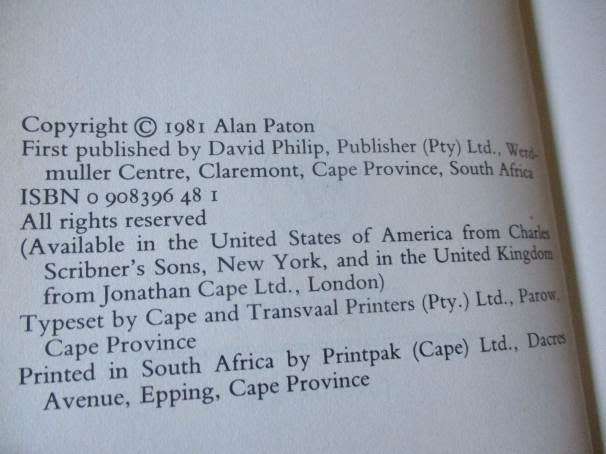 Copyright © 1981 Alan Paton
First published by David Philip, Publisher (Pty) Ltd., Werd-
muller Centre, Claremont, Cape Province, South Africa
ISBN 0 908396 48 1
All rights reserved
(Available in the United States of America from Charles
Scribner's Sons, New York, and in the United Kingdom
from Jonathan Cape Ltd., London)
Typeset by Cape and Transvaal Printers (Pty.) Ltd., Parow,
Cape Province
Printed in South Africa by Printpak (Cape) Ltd., Dacres
Avenue, Epping, Cape Province